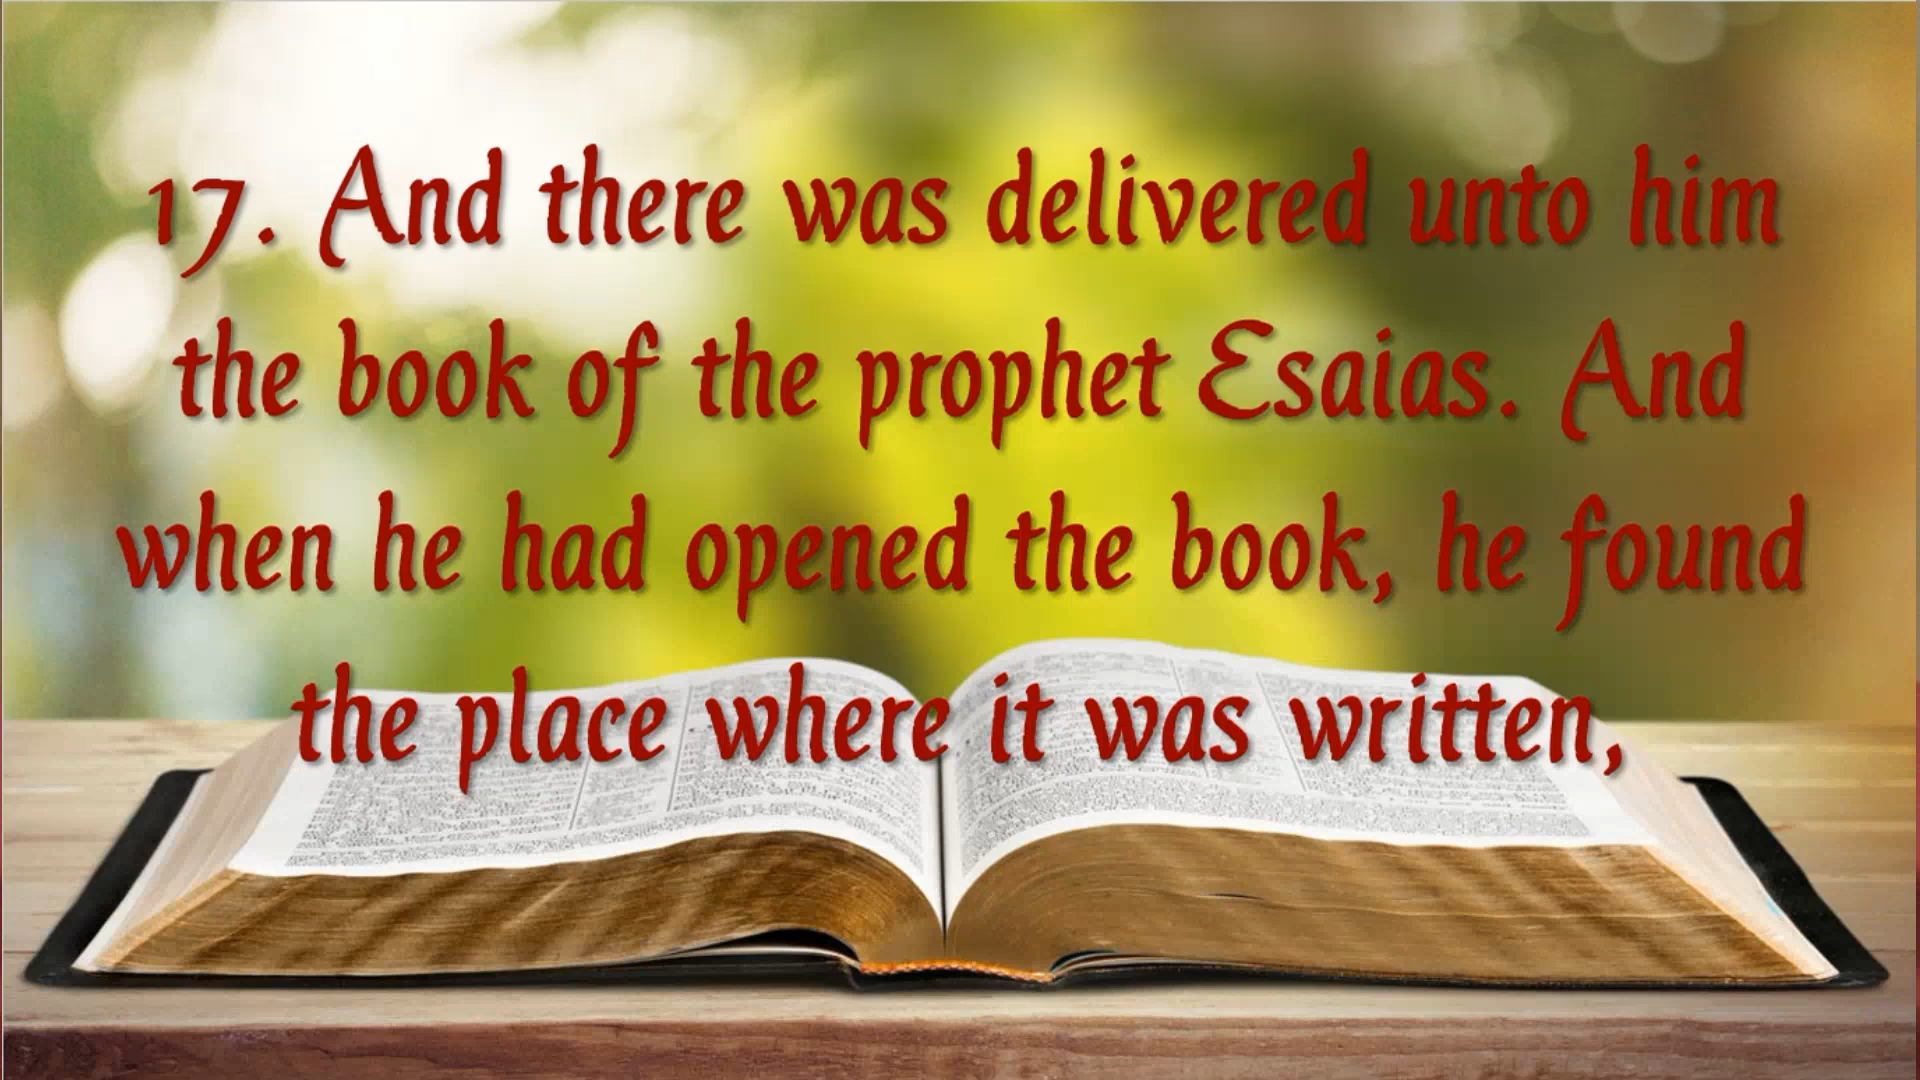 17. And there was delivered unto him
the book of the prophet Esaias. And
when he had opened the book, he found
the place where it was written,